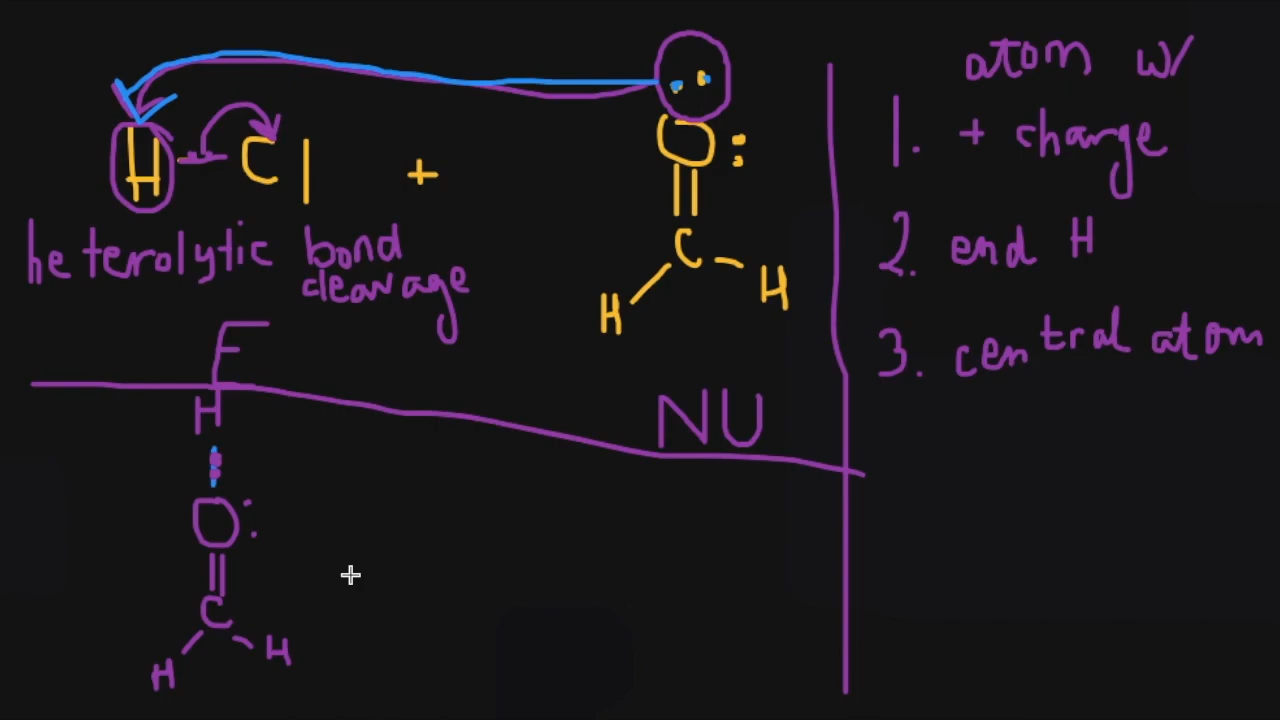 H - Cl + O
C
H H
heterolytic bond
cleavage
E
NU
H
O
C
H H
atom w/
1. + charge
2. end H
3. central atom